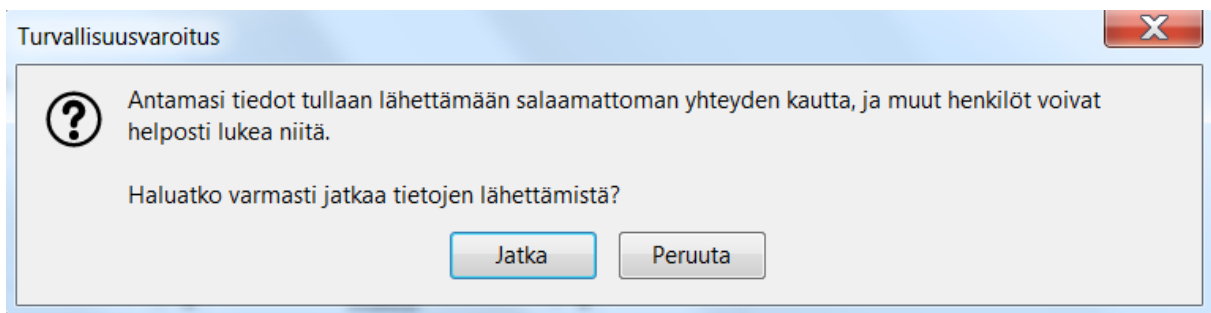 Turvallisuusvaroitus
Antamasi tiedot tullaan lähettämään salaamattoman yhteyden kautta, ja muut henkilöt voivat
helposti lukea niitä.
Haluatko varmasti jatkaa tietojen lähettämistä?
Jatka
Peruuta